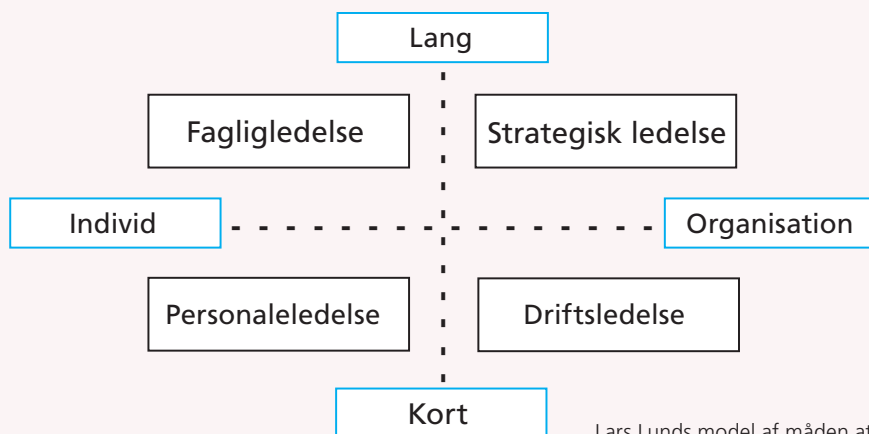 Lang
Fagligledelse
Strategisk ledelse
Individ
Organisation
Personaleledelse
Driftsledelse
Kort
Lars Lunds model af måden at